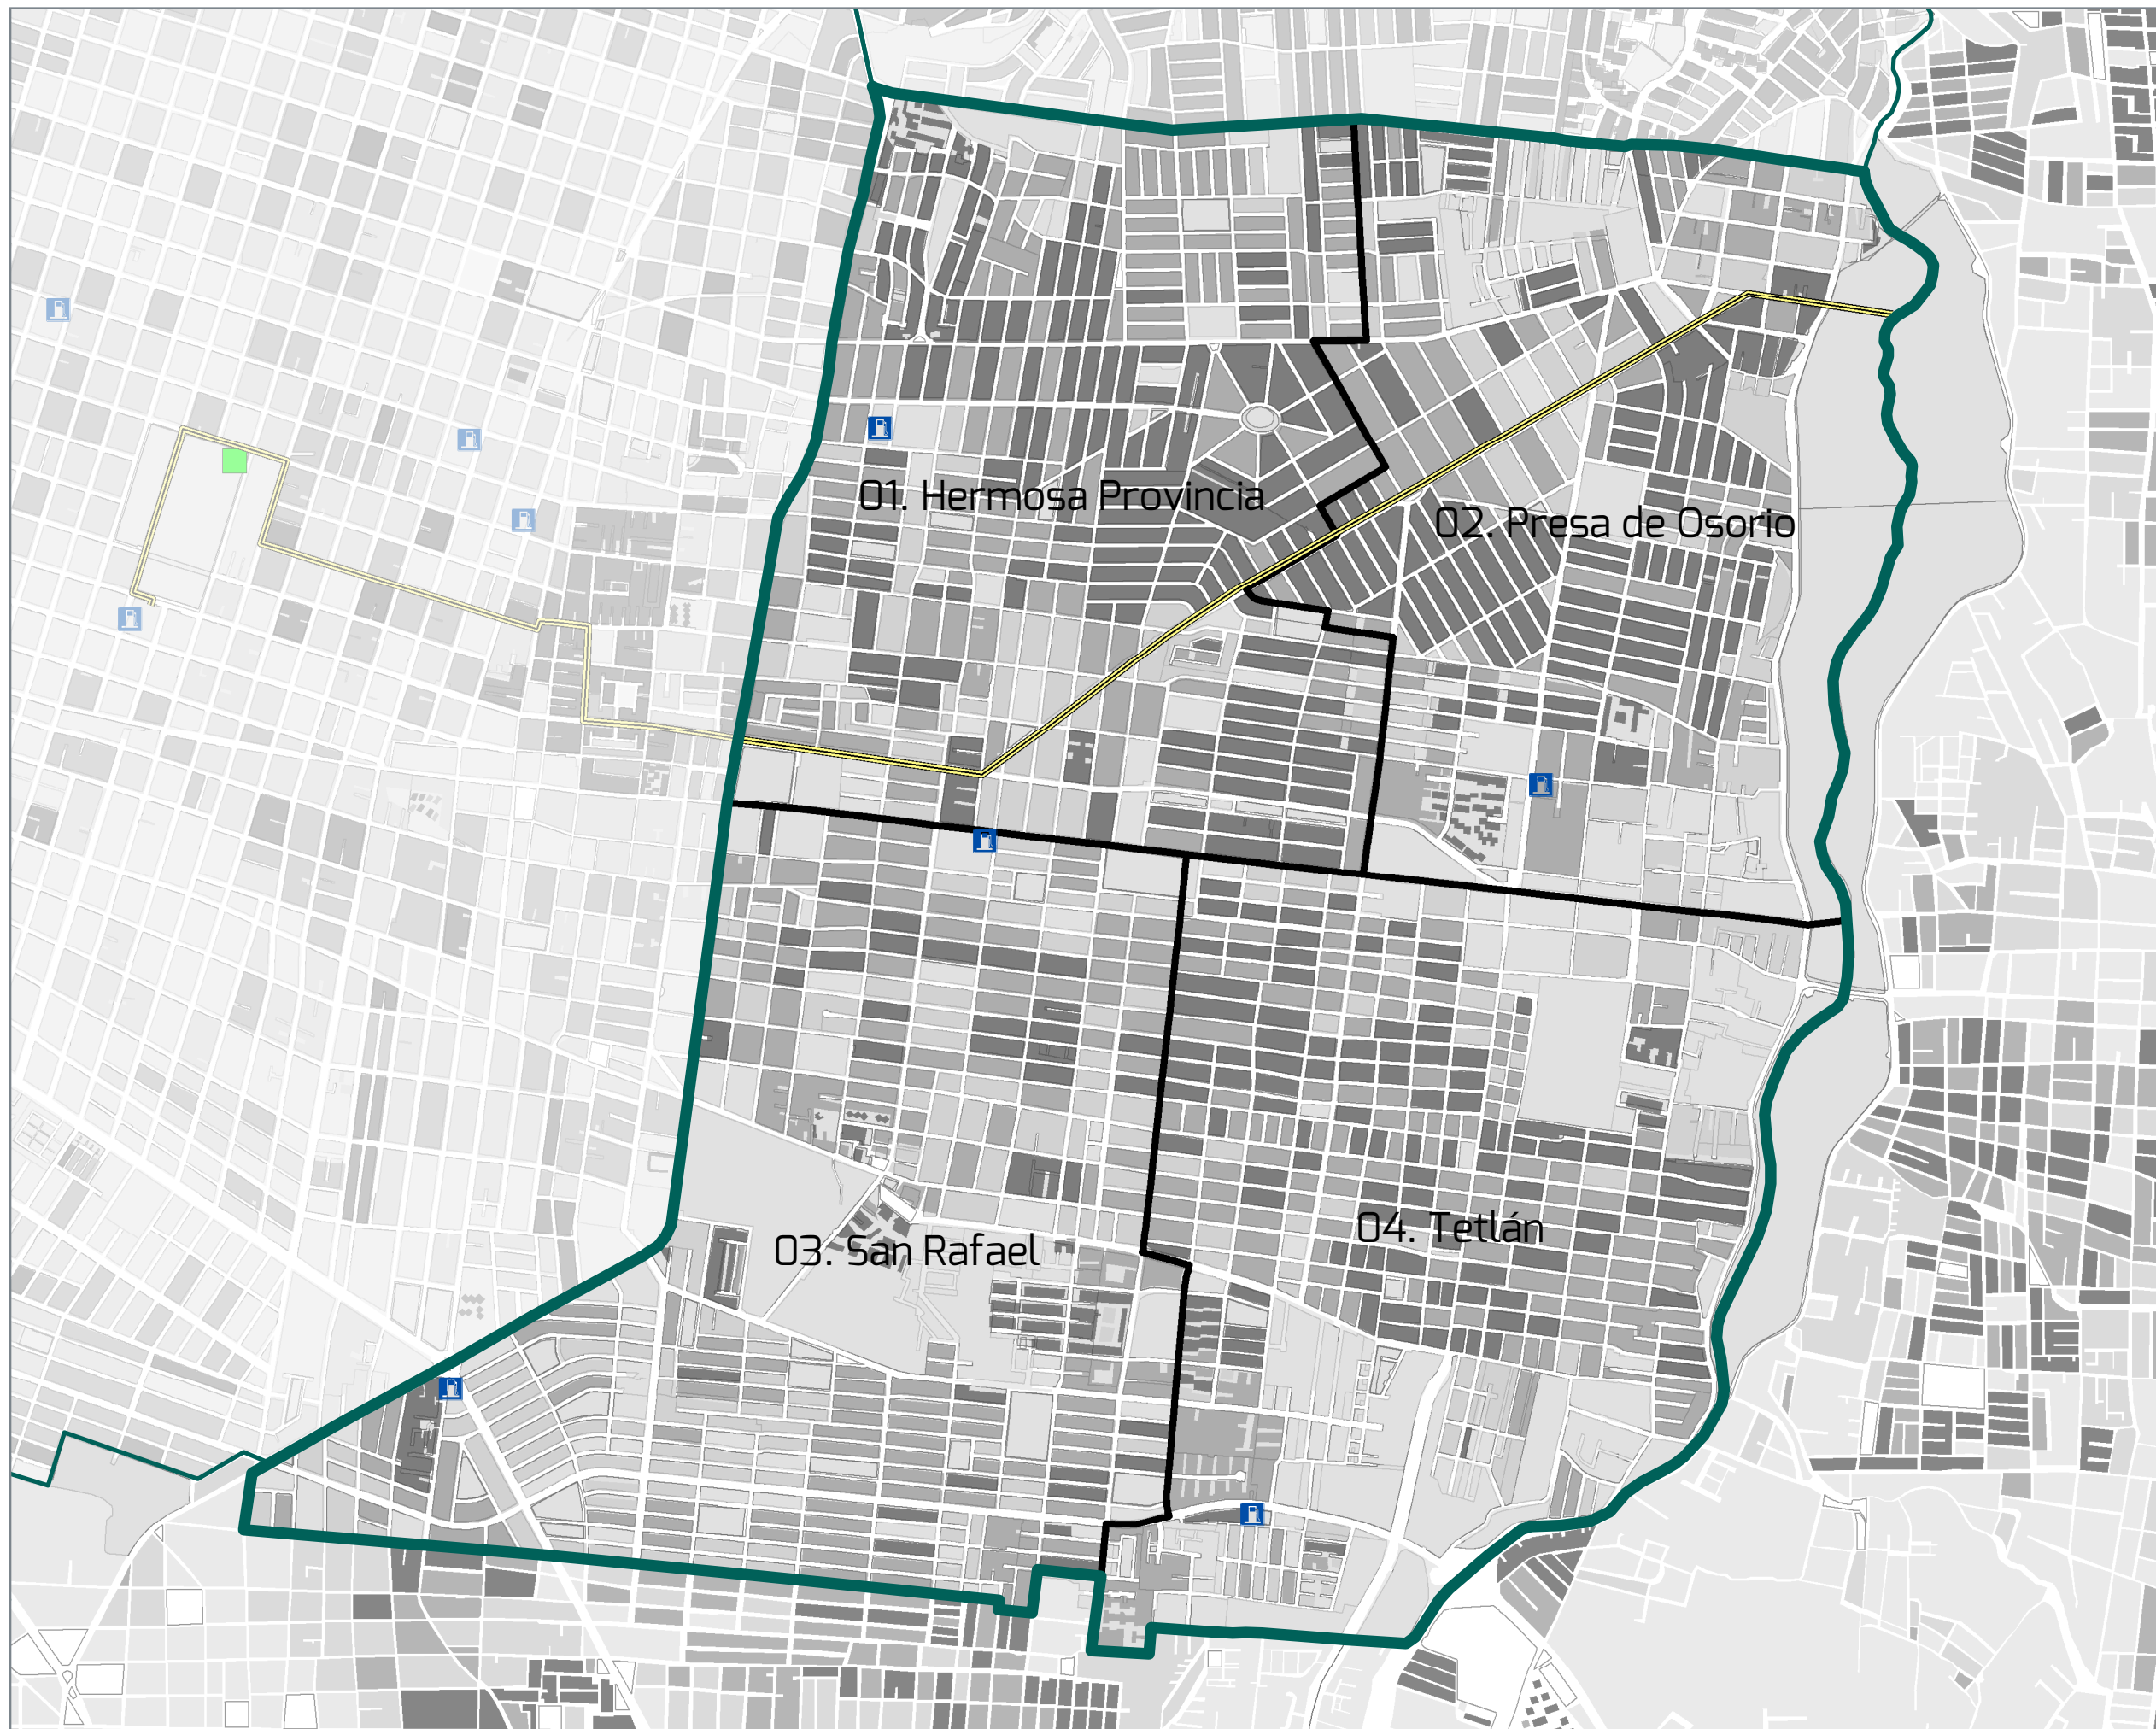 01. Hermosa Provincia
02. Presa de Osorio
03. San Rafael
04. Tetlán